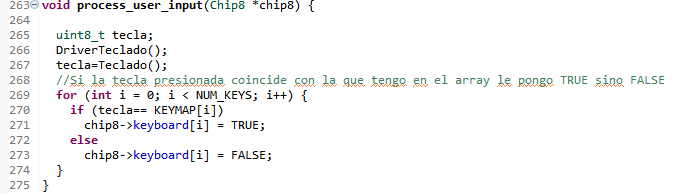 263 void process_user_input(Chip8 *chip8) {
264
265 uint8_t tecla;
266 DriverTeclado();
267 tecla=Teclado();
268 //Si la tecla presionada coincide con la que tengo en el array le pongo TRUE sino FALSE
269 for (int i = 0; i < NUM_KEYS; i++) {
270 if (tecla== KEYMAP[i])
271 chip8->keyboard[i] = TRUE;
272 else
273 chip8->keyboard[i] = FALSE;
274 }
275 }